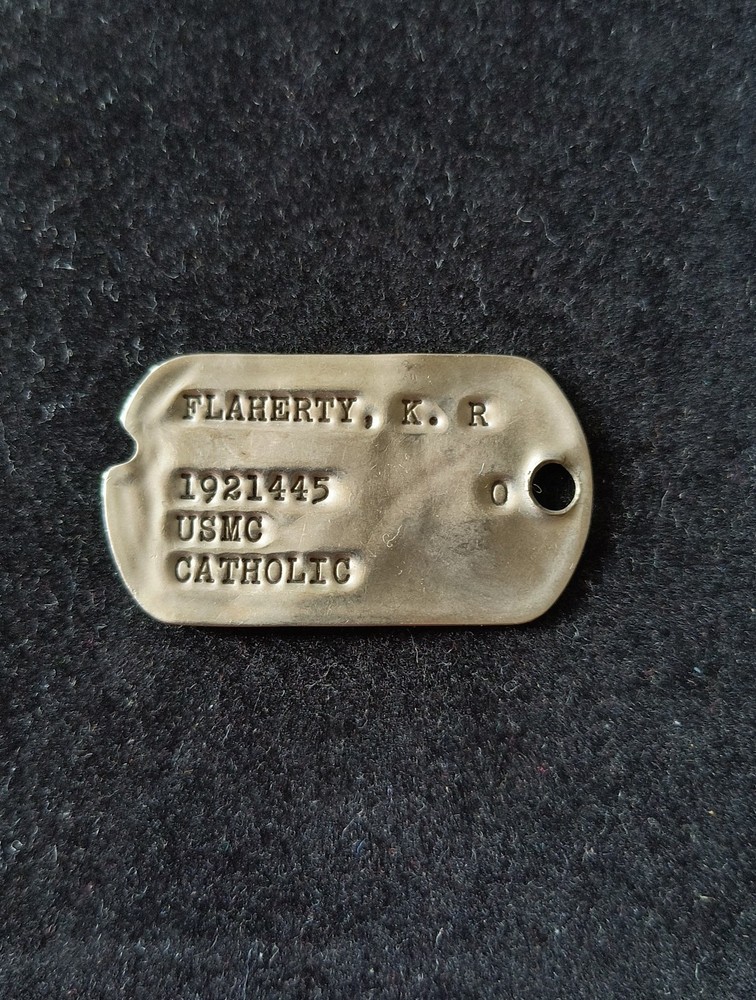 FLAHERTY, K. R
1921445 O
USMC
CATHOLIC